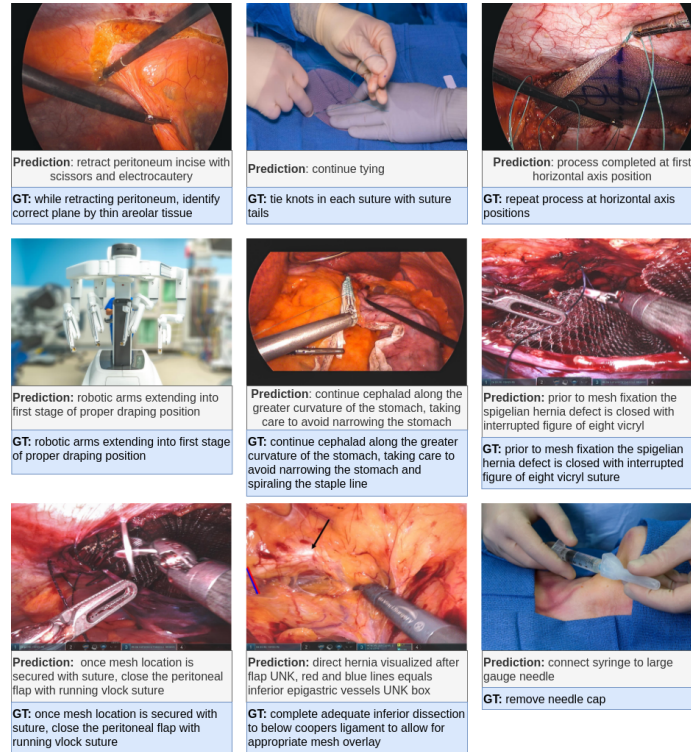 Prediction: retract peritoneum incise with
scissors and electrocautery
GT: while retracting peritoneum, identify
correct plane by thin areolar tissue
Prediction: continue tying
GT: tie knots in each suture with suture
tails
Prediction: process completed at first
horizontal axis position
GT: repeat process at horizontal axis
positions
Prediction: robotic arms extending into
first stage of proper draping position
GT: robotic arms extending into first stage
of proper draping position
Prediction: continue cephalad along the
greater curvature of the stomach, taking
care to avoid narrowing the stomach
GT: continue cephalad along the greater
curvature of the stomach, taking care to
avoid narrowing the stomach and
spiraling the staple line
Prediction: prior to mesh fixation the
spigelian hernia defect is closed with
interrupted figure of eight vicryl
GT: prior to mesh fixation the spigelian
hernia defect is closed with interrupted
figure of eight vicryl suture
Prediction: once mesh location is
secured with suture, close the peritoneal
flap with running vlock suture
GT: once mesh location is secured with
suture, close the peritoneal flap with
running vlock suture
Prediction: direct hernia visualized after
flap UNK, red and blue lines equals
inferior epigastric vessels UNK box
GT: complete adequate inferior dissection
to below coopers ligament to allow for
appropriate mesh overlay
Prediction: connect syringe to large
gauge needle
GT: remove needle cap